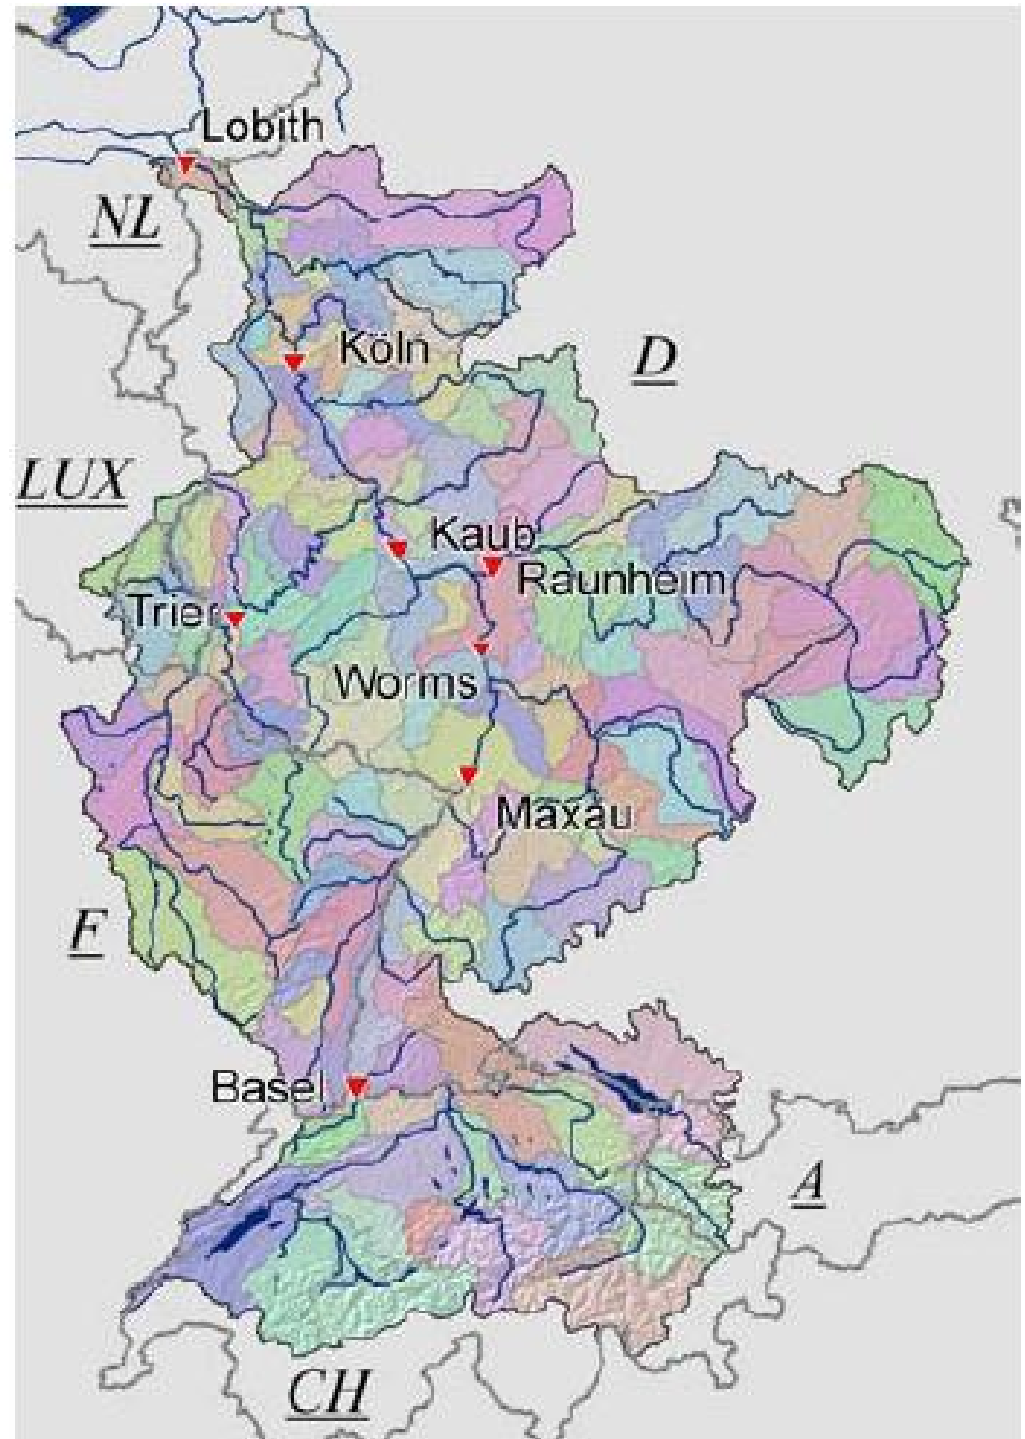 Lobith
NL
Köln
D
LUX
Kaub
Raunheim
Trier
Worms
Maxau
F
Basel
A
CH